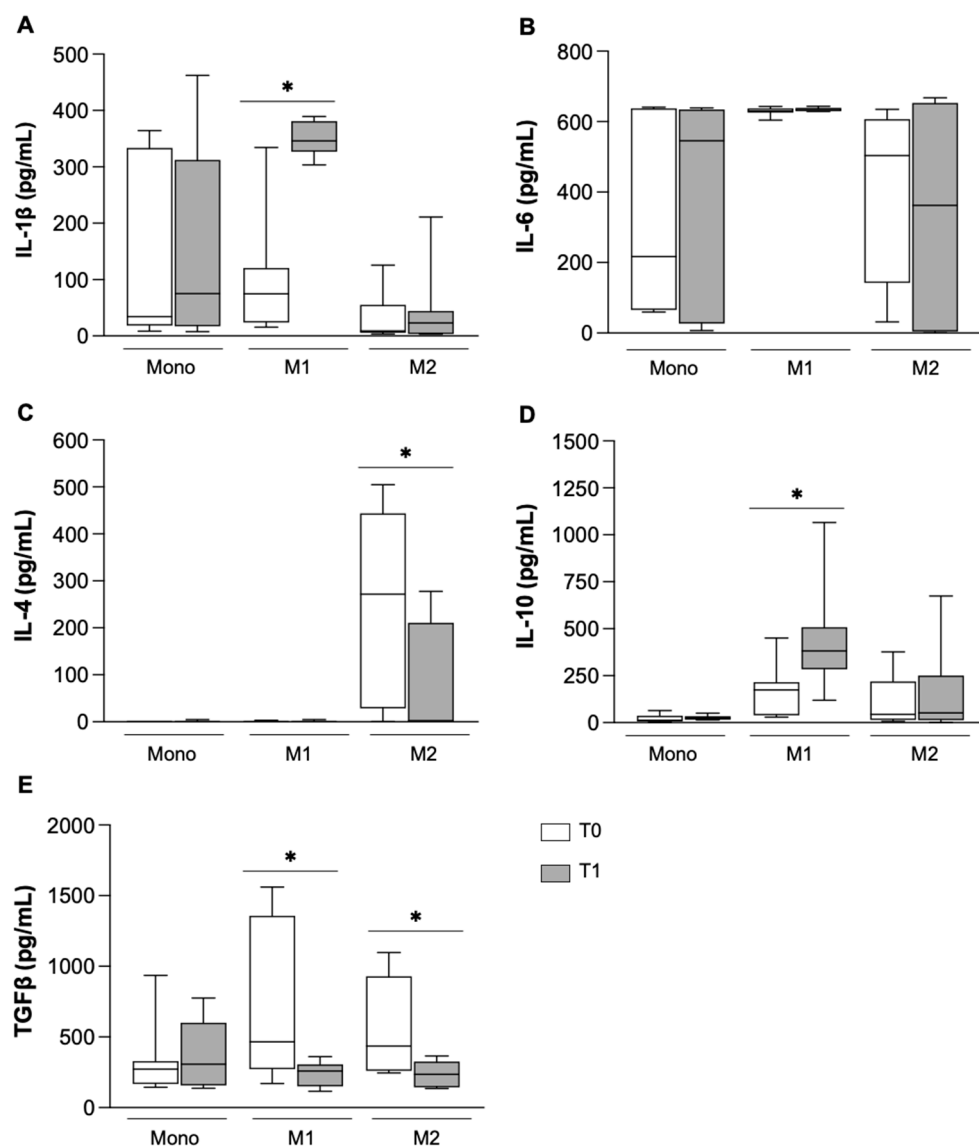 A
IL-1β (pg/mL)
500
400
300
200
100
0
*
Mono M1 M2
B
IL-6 (pg/mL)
800
600
400
200
0
Mono M1 M2
C
IL-4 (pg/mL)
600
500
400
300
200
100
0
*
Mono M1 M2
D
IL-10 (pg/mL)
1500
1250
1000
750
500
250
0
*
Mono M1 M2
E
TGFβ (pg/mL)
2000
1500
1000
500
0
* *
Mono M1 M2
T0
T1